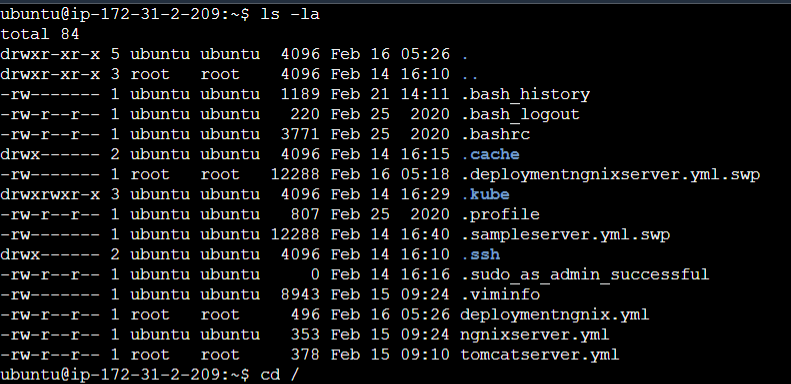 ubuntu@ip-172-31-2-209:~$ ls -la
total 84
drwxr-xr-x 5 ubuntu ubuntu  4096 Feb 16 05:26 .
drwxr-xr-x 3 root   root    4096 Feb 14 16:10 ..
-rw------- 1 ubuntu ubuntu  1189 Feb 21 14:11 .bash_history
-rw-r--r-- 1 ubuntu ubuntu   220 Feb 25  2020 .bash_logout
-rw-r--r-- 1 ubuntu ubuntu  3771 Feb 25  2020 .bashrc
drwx------ 2 ubuntu ubuntu  4096 Feb 14 16:15 .cache
-rw------- 1 root   root   12288 Feb 16 05:18 .deploymentngnixserver.yml.swp
drwxrwxr-x 3 ubuntu ubuntu  4096 Feb 14 16:29 .kube
-rw-r--r-- 1 ubuntu ubuntu   807 Feb 25  2020 .profile
-rw------- 1 ubuntu ubuntu 12288 Feb 14 16:40 .sampleserver.yml.swp
drwx------ 2 ubuntu ubuntu  4096 Feb 14 16:10 .ssh
-rw-r--r-- 1 ubuntu ubuntu     0 Feb 14 16:16 .sudo_as_admin_successful
-rw------- 1 ubuntu ubuntu  8943 Feb 15 09:24 .viminfo
-rw-r--r-- 1 root   root     496 Feb 16 05:26 deploymentngnix.yml
-rw-r--r-- 1 ubuntu ubuntu   353 Feb 15 09:24 ngnixserver.yml
-rw-r--r-- 1 root   root     378 Feb 15 09:10 tomcatserver.yml
ubuntu@ip-172-31-2-209:~$ cd /